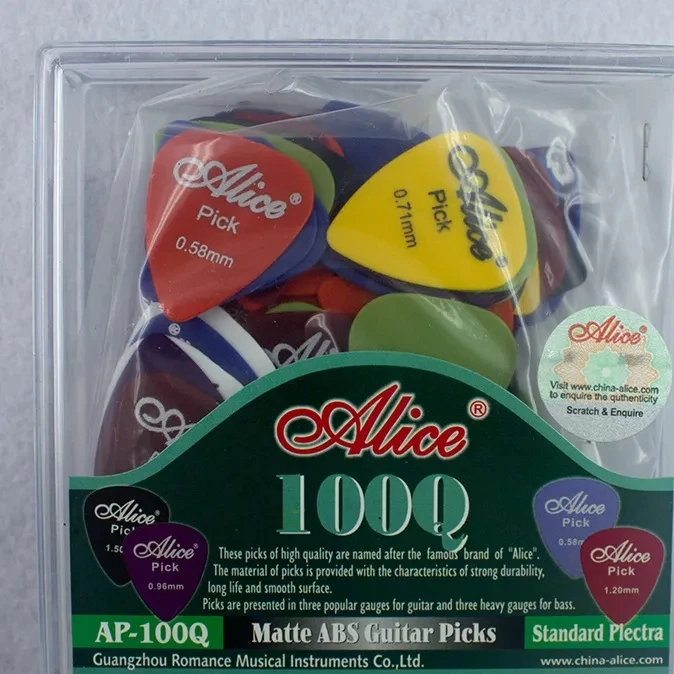 Alice®
Pick
0.58mm
Alice
Pick
0.71mm
Alice
Alice
Alice®
Visit www.china-alice.com
to enquire the quthenticity
Scratch & Enquire
Alice®
100Q
Alice®
Pick
Alice®
Pick
0.96mm
Alice
Pick
0.58m
Alice
Pick
1.20mm
These picks of high quality are named after the famous brand of "Alice".
The material of picks is provided with the characteristics of strong durability,
long life and smooth surface.
Picks are presented in three popular gauges for guitar and three heavy gauges for bass.
AP-100Q
Matte ABS Guitar Picks
Standard Plectra
Guangzhou Romance Musical Instruments Co.,Ltd.
www.china-alice.com